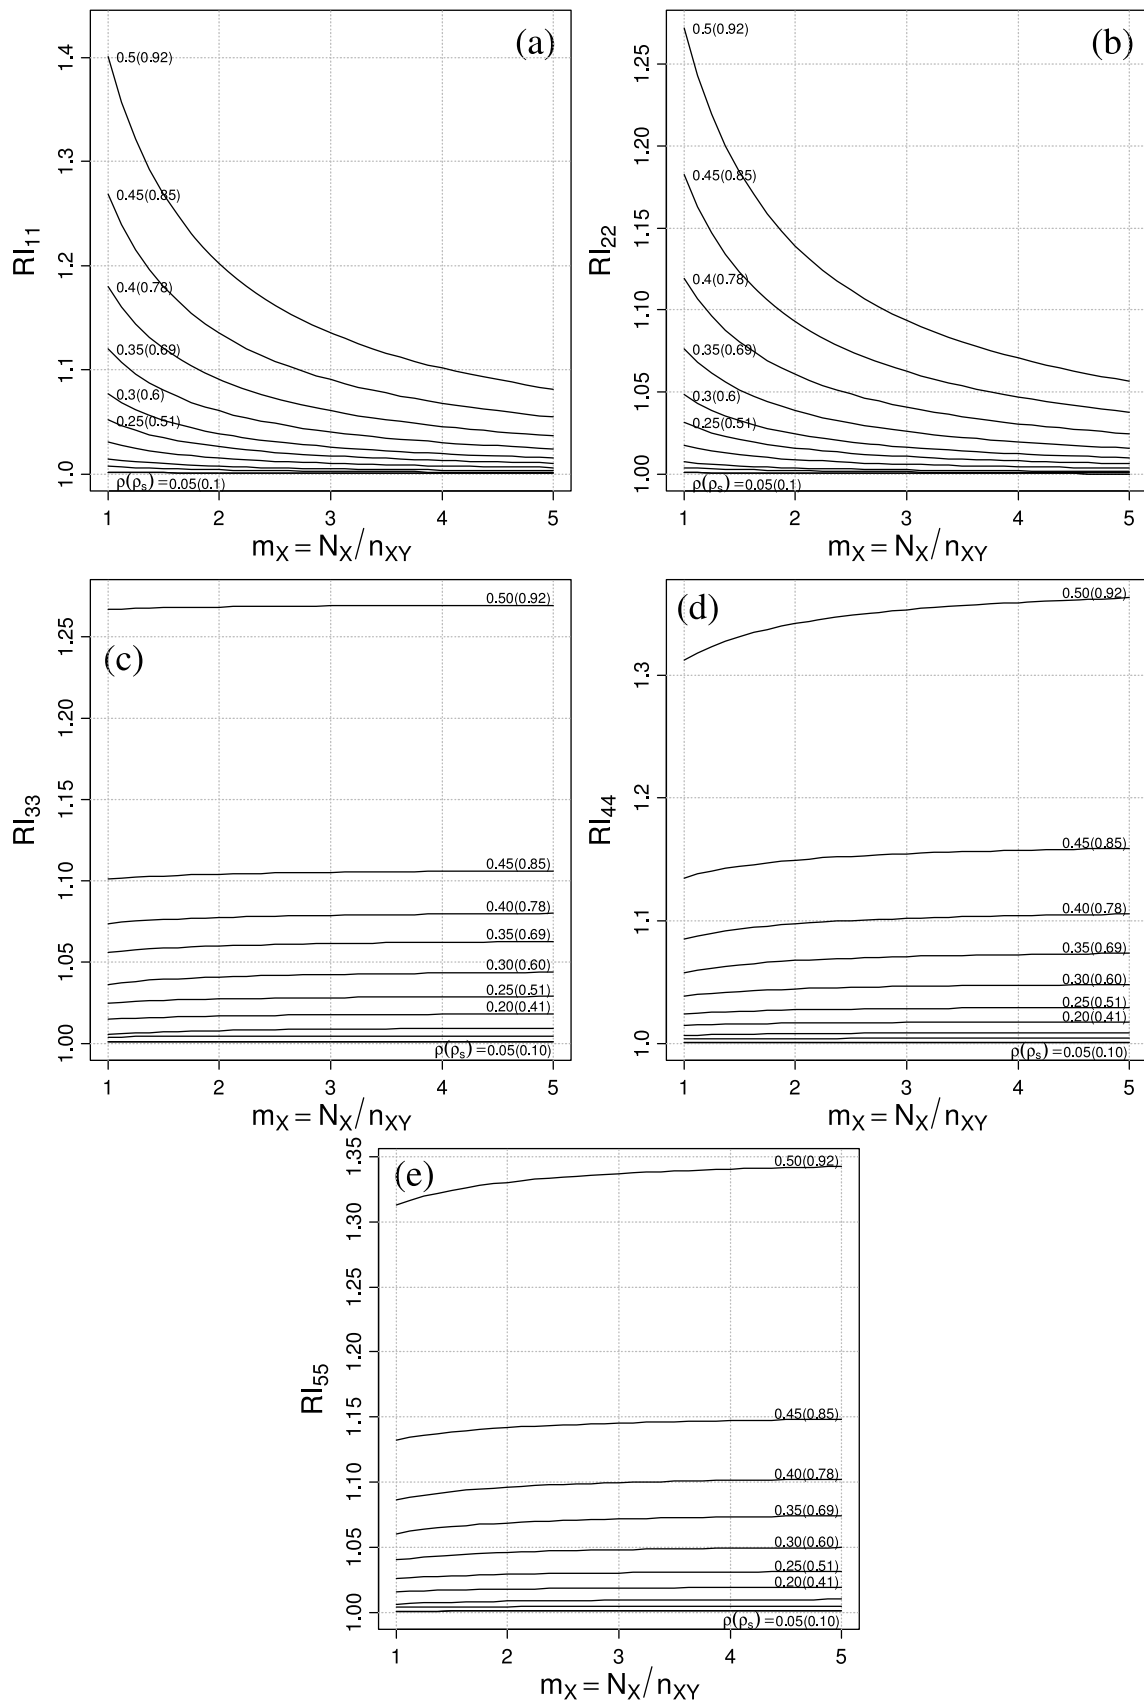 (a)
RI11
1.4
1.3
1.2
1.1
1.0
0.5(0.92)
0.45(0.85)
0.4(0.78)
0.35(0.69)
0.3(0.6)
0.25(0.51)
ρ(ρs) = 0.05(0.1)
1 2 3 4 5
mX = NX / nXY
(b)
RI22
1.25
1.20
1.15
1.10
1.05
1.00
0.5(0.92)
0.45(0.85)
0.4(0.78)
0.35(0.69)
0.3(0.6)
0.25(0.51)
ρ(ρs) = 0.05(0.1)
1 2 3 4 5
mX = NX / nXY
(c)
RI33
1.25
1.20
1.15
1.10
1.05
1.00
0.50(0.92)
0.45(0.85)
0.40(0.78)
0.35(0.69)
0.30(0.60)
0.25(0.51)
0.20(0.41)
ρ(ρs) = 0.05(0.10)
1 2 3 4 5
mX = NX / nXY
(d)
RI44
1.3
1.2
1.1
1.0
0.50(0.92)
0.45(0.85)
0.40(0.78)
0.35(0.69)
0.30(0.60)
0.25(0.51)
0.20(0.41)
ρ(ρs) = 0.05(0.10)
1 2 3 4 5
mX = NX / nXY
(e)
RI55
1.35
1.30
1.25
1.20
1.15
1.10
1.05
1.00
0.50(0.92)
0.45(0.85)
0.40(0.78)
0.35(0.69)
0.30(0.60)
0.25(0.51)
0.20(0.41)
ρ(ρs) = 0.05(0.10)
1 2 3 4 5
mX = NX / nXY